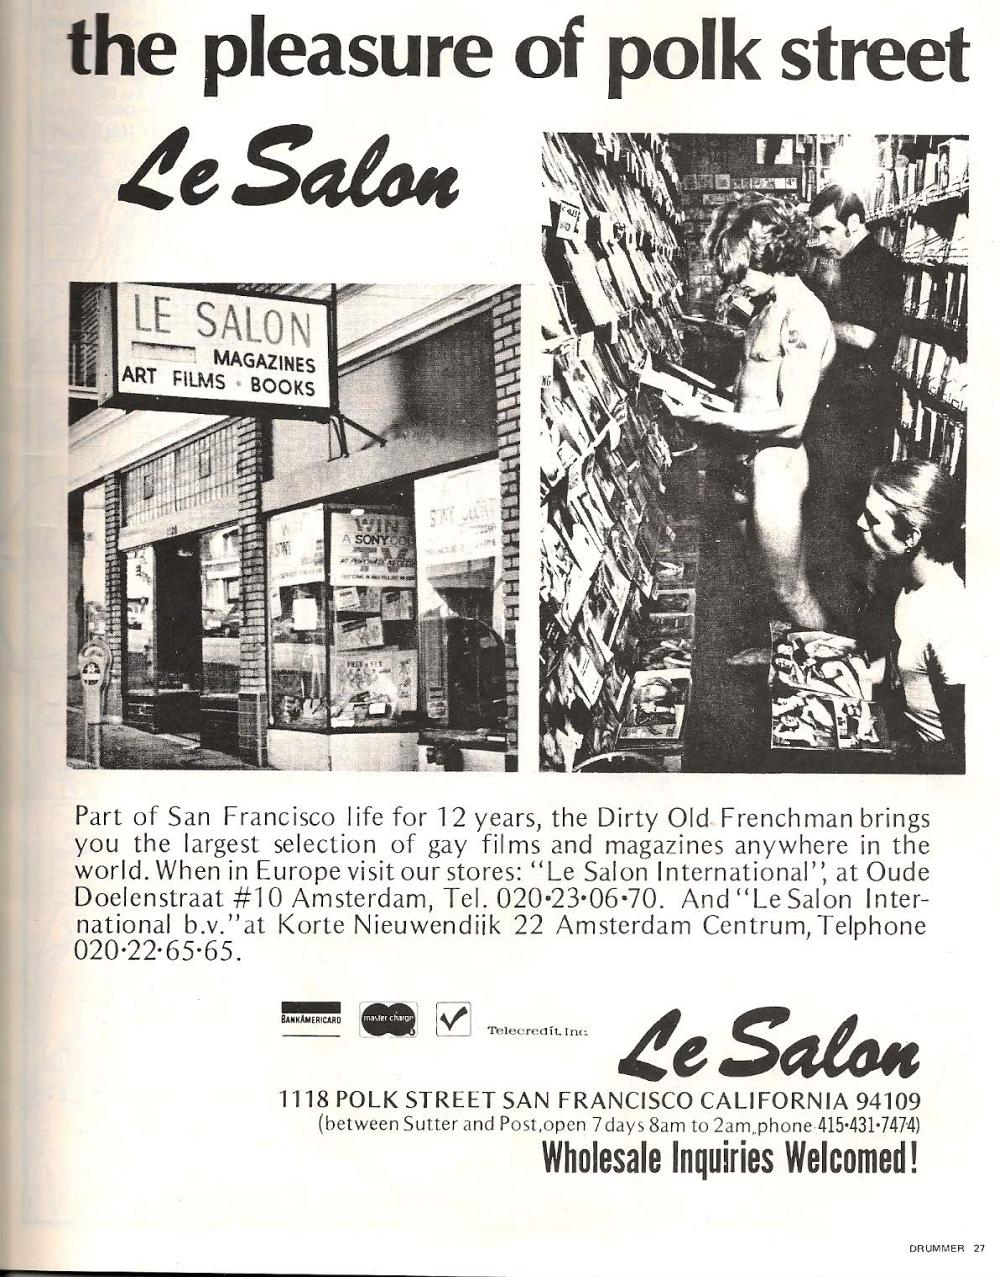 the pleasure of polk street
Le Salon
LE SALON
MAGAZINES
ART FILMS · BOOKS
WIN
A SONY CO
TV
Part of San Francisco life for 12 years, the Dirty Old Frenchman brings
you the largest selection of gay films and magazines anywhere in the
world. When in Europe visit our stores: “Le Salon International”, at Oude
Doelenstraat #10 Amsterdam, Tel. 020•23•06•70. And “Le Salon Inter-
national b.v.” at Korte Nieuwendijk 22 Amsterdam Centrum, Telphone
020•22•65•65.
BANKAMERICARD
master charge
Telecredit, Inc.
Le Salon
1118 POLK STREET SAN FRANCISCO CALIFORNIA 94109
(between Sutter and Post, open 7 days 8am to 2am, phone 415•431•7474)
Wholesale Inquiries Welcomed!
DRUMMER 27